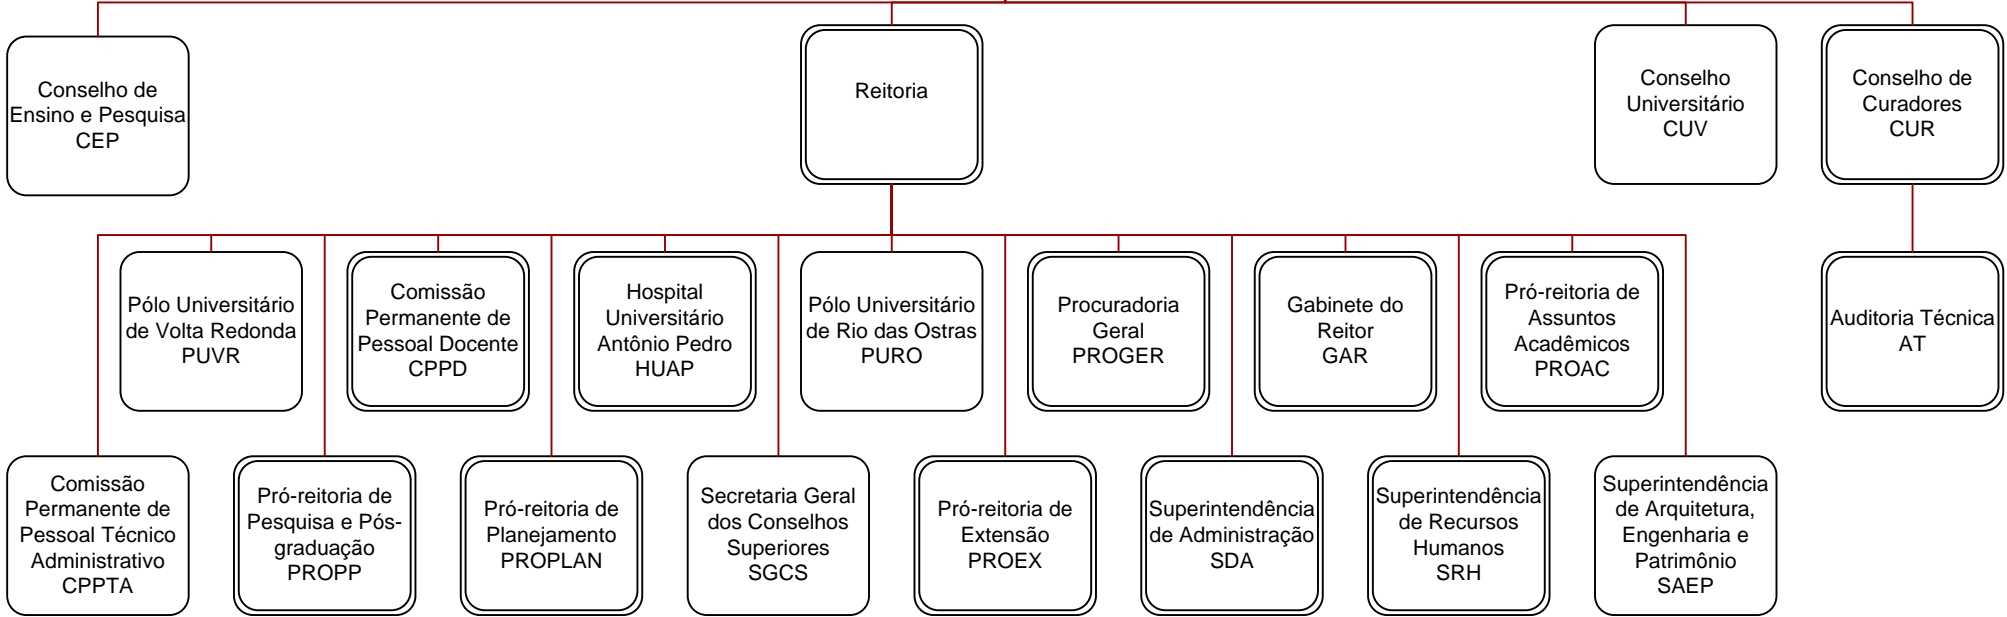 Conselho de
Ensino e Pesquisa
CEP
Reitoria
Conselho
Universitário
CUV
Conselho de
Curadores
CUR
Pólo Universitário
de Volta Redonda
PUVR
Comissão
Permanente de
Pessoal Docente
CPPD
Hospital
Universitário
Antônio Pedro
HUAP
Pólo Universitário
de Rio das Ostras
PURO
Procuradoria
Geral
PROGER
Gabinete do
Reitor
GAR
Pró-reitoria de
Assuntos
Acadêmicos
PROAC
Auditoria Técnica
AT
Comissão
Permanente de
Pessoal Técnico
Administrativo
CPPTA
Pró-reitoria de
Pesquisa e Pós-
graduação
PROPP
Pró-reitoria de
Planejamento
PROPLAN
Secretaria Geral
dos Conselhos
Superiores
SGCS
Pró-reitoria de
Extensão
PROEX
Superintendência
de Administração
SDA
Superintendência
de Recursos
Humanos
SRH
Superintendência
de Arquitetura,
Engenharia e
Patrimônio
SAEP